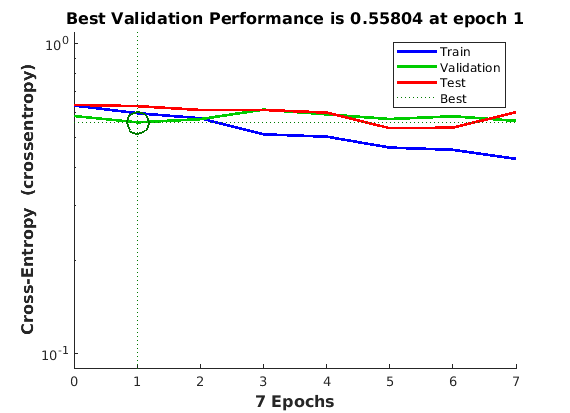 Best Validation Performance is 0.55804 at epoch 1
10^0
Train
Validation
Test
Best
Cross-Entropy (crossentropy)
10^-1
0 1 2 3 4 5 6 7
7 Epochs